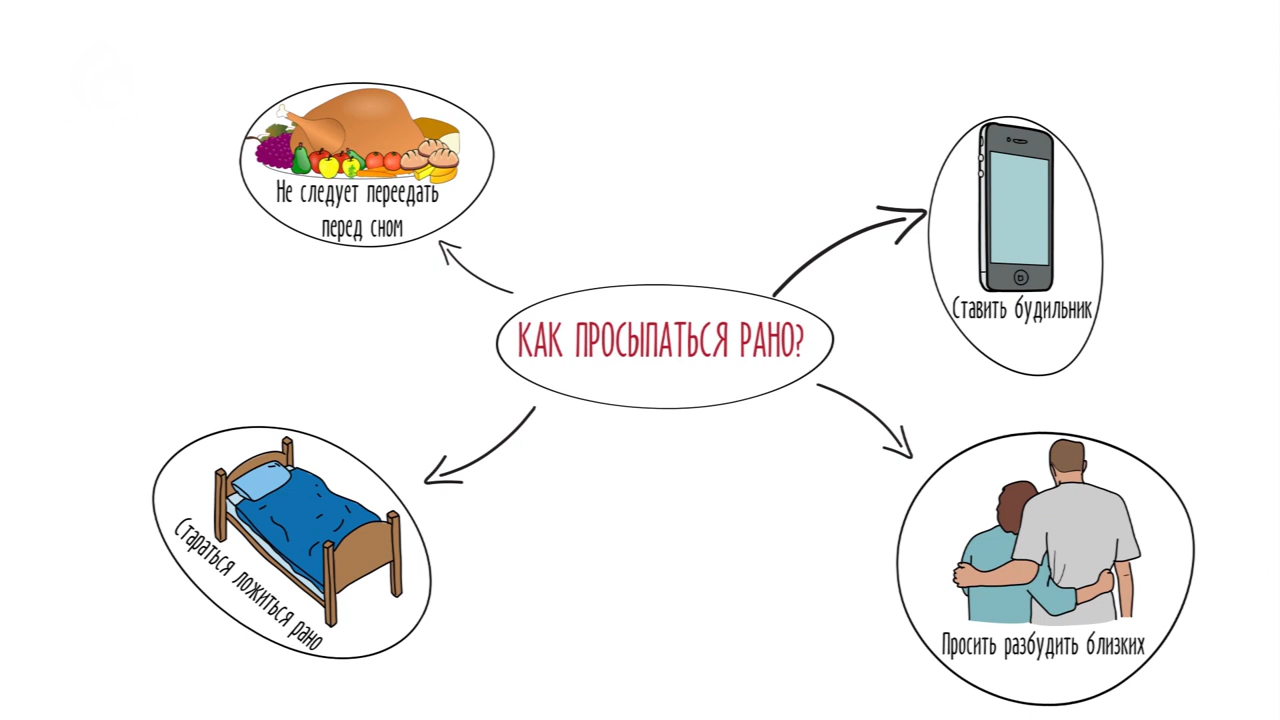 Не следует переедать
перед сном
Ставить будильник
КАК ПРОСЫПАТЬСЯ РАНО?
Стараться ложиться рано
Просить разбудить близких